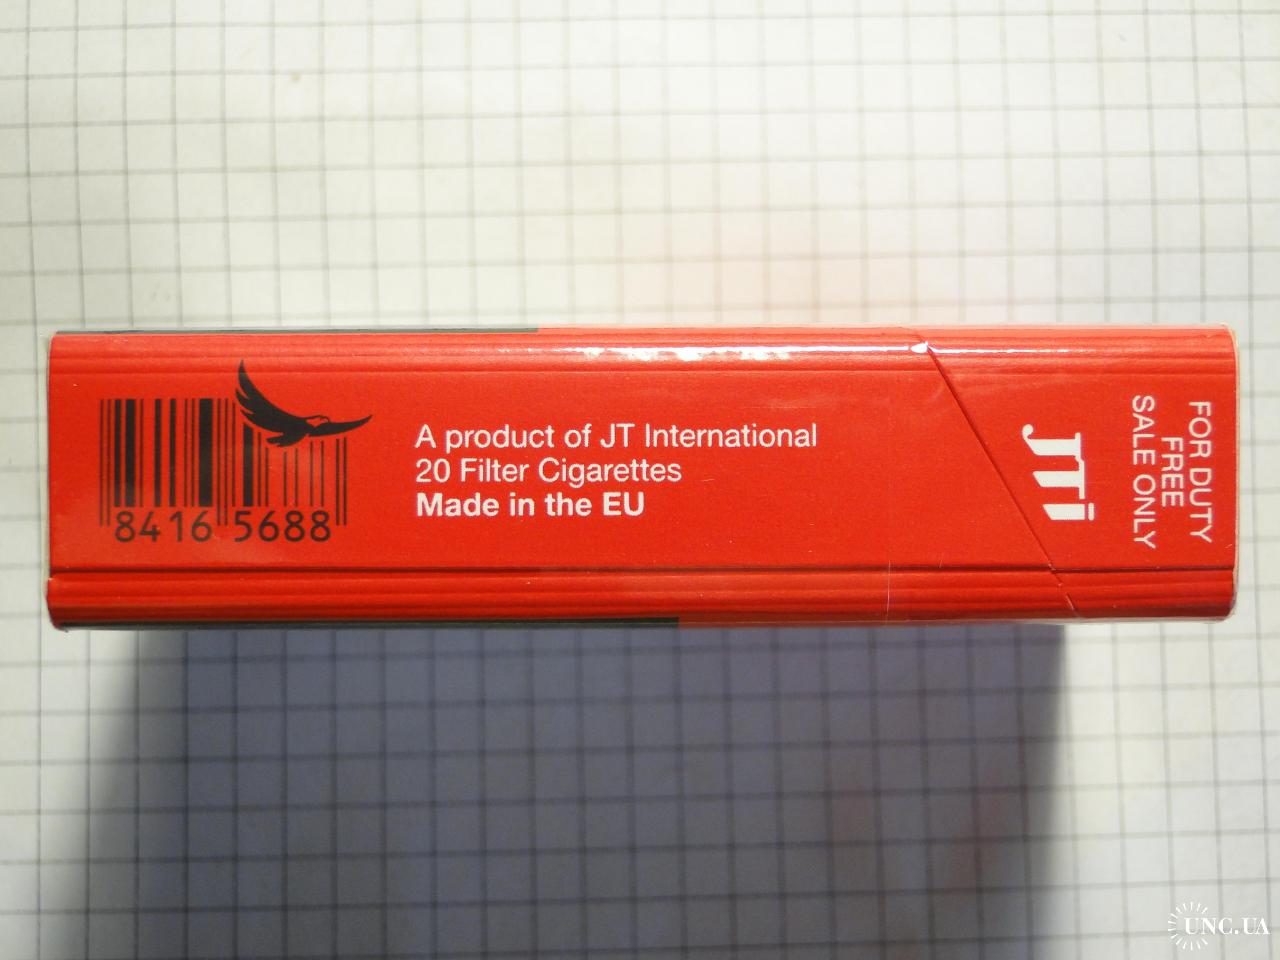 A product of JT International
20 Filter Cigarettes
Made in the EU
8416 5688
JTi
FOR DUTY
FREE
SALE ONLY
UNC.UA